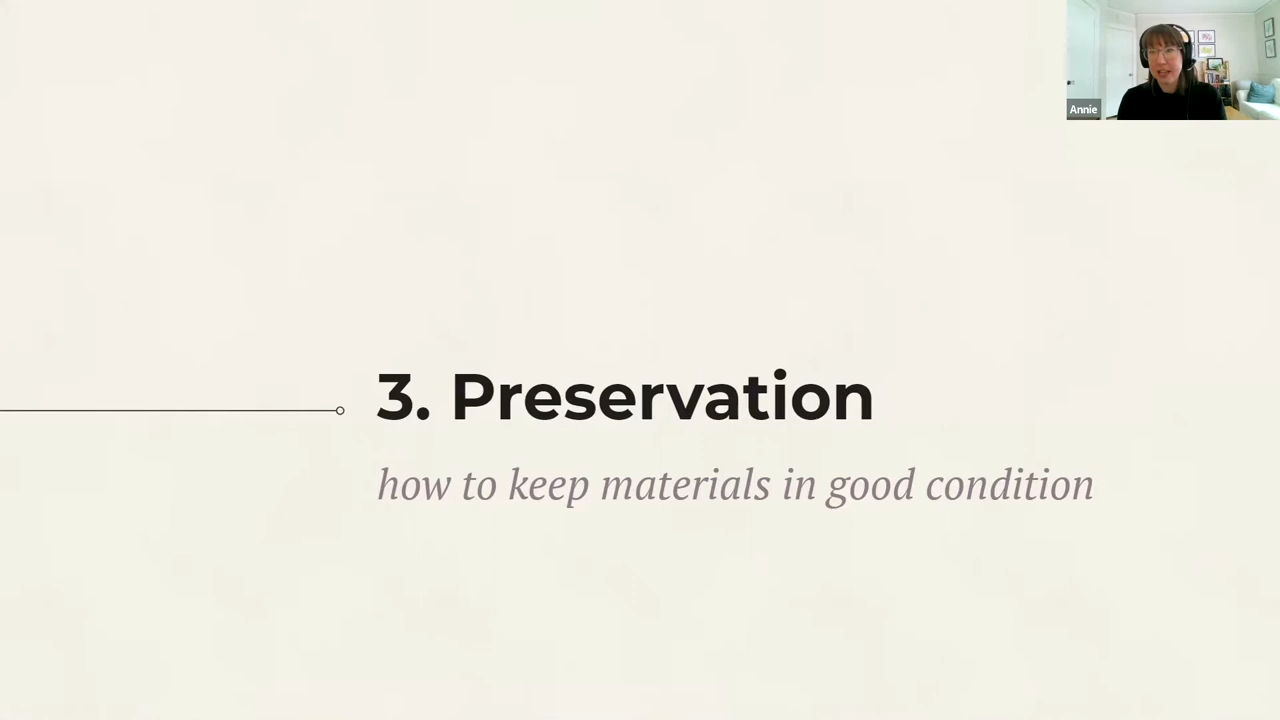 Annie
3. Preservation
how to keep materials in good condition